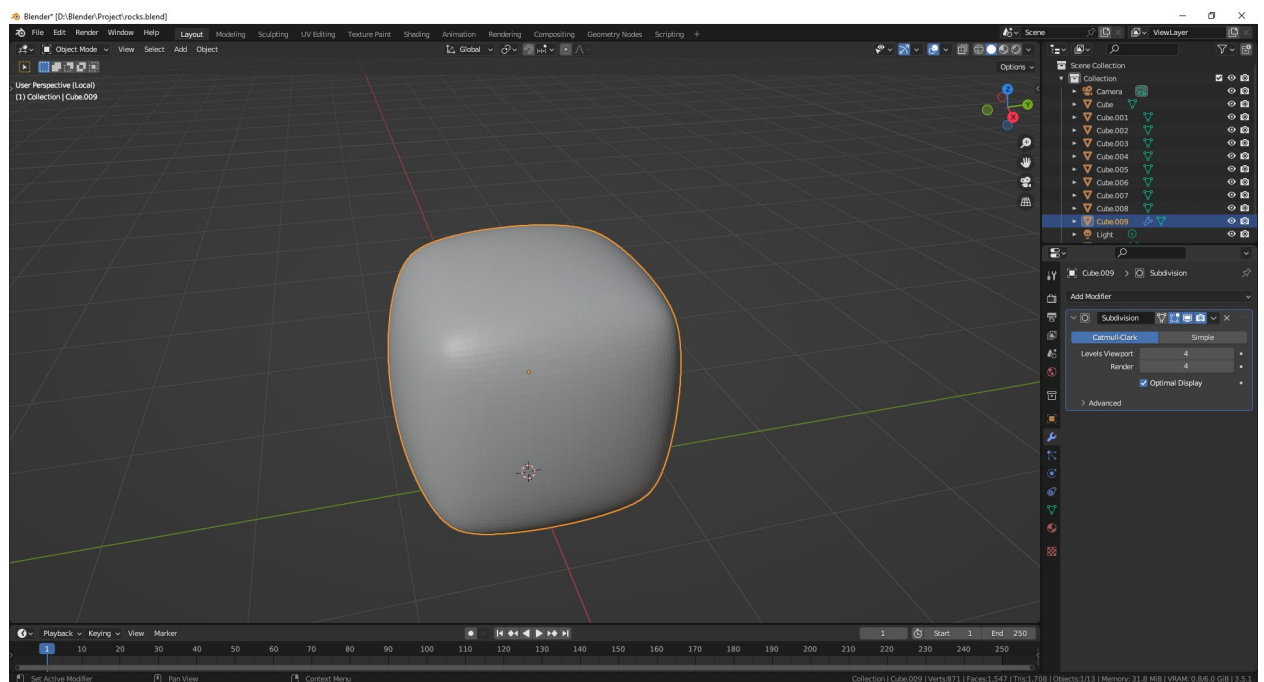 Blender* [D:\Blender\Project\rocks.blend]
File Edit Render Window Help Layout Modeling Sculpting UV Editing Texture Paint Shading Animation Rendering Compositing Geometry Nodes Scripting + Scene ViewLayer
Object Mode View Select Add Object Global
Options
User Perspective (Local)
(1) Collection | Cube.009
Z
Y
X
Scene Collection
Collection
Camera
Cube
Cube.001
Cube.002
Cube.003
Cube.004
Cube.005
Cube.006
Cube.007
Cube.008
Cube.009
Light
Cube.009 > Subdivision
Add Modifier
Subdivision
Catmull-Clark Simple
Levels Viewport 4
Render 4
Optimal Display
Advanced
Playback Keying View Marker 1 Start 1 End 250
1 10 20 30 40 50 60 70 80 90 100 110 120 130 140 150 160 170 180 190 200 210 220 230 240 250
Set Active Modifier Pan View Context Menu Collection | Cube.009 | Verts:871 | Faces:1.547 | Tris:1.708 | Objects:1/13 | Memory: 31.8 MiB | VRAM: 0.8/6.0 GiB | 3.5.1